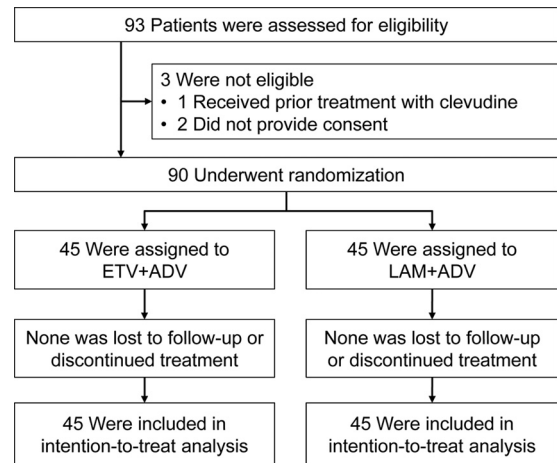 93 Patients were assessed for eligibility
3 Were not eligible
• 1 Received prior treatment with clevudine
• 2 Did not provide consent
90 Underwent randomization
45 Were assigned to
ETV+ADV
45 Were assigned to
LAM+ADV
None was lost to follow-up or
discontinued treatment
None was lost to follow-up
or discontinued treatment
45 Were included in
intention-to-treat analysis
45 Were included in
intention-to-treat analysis